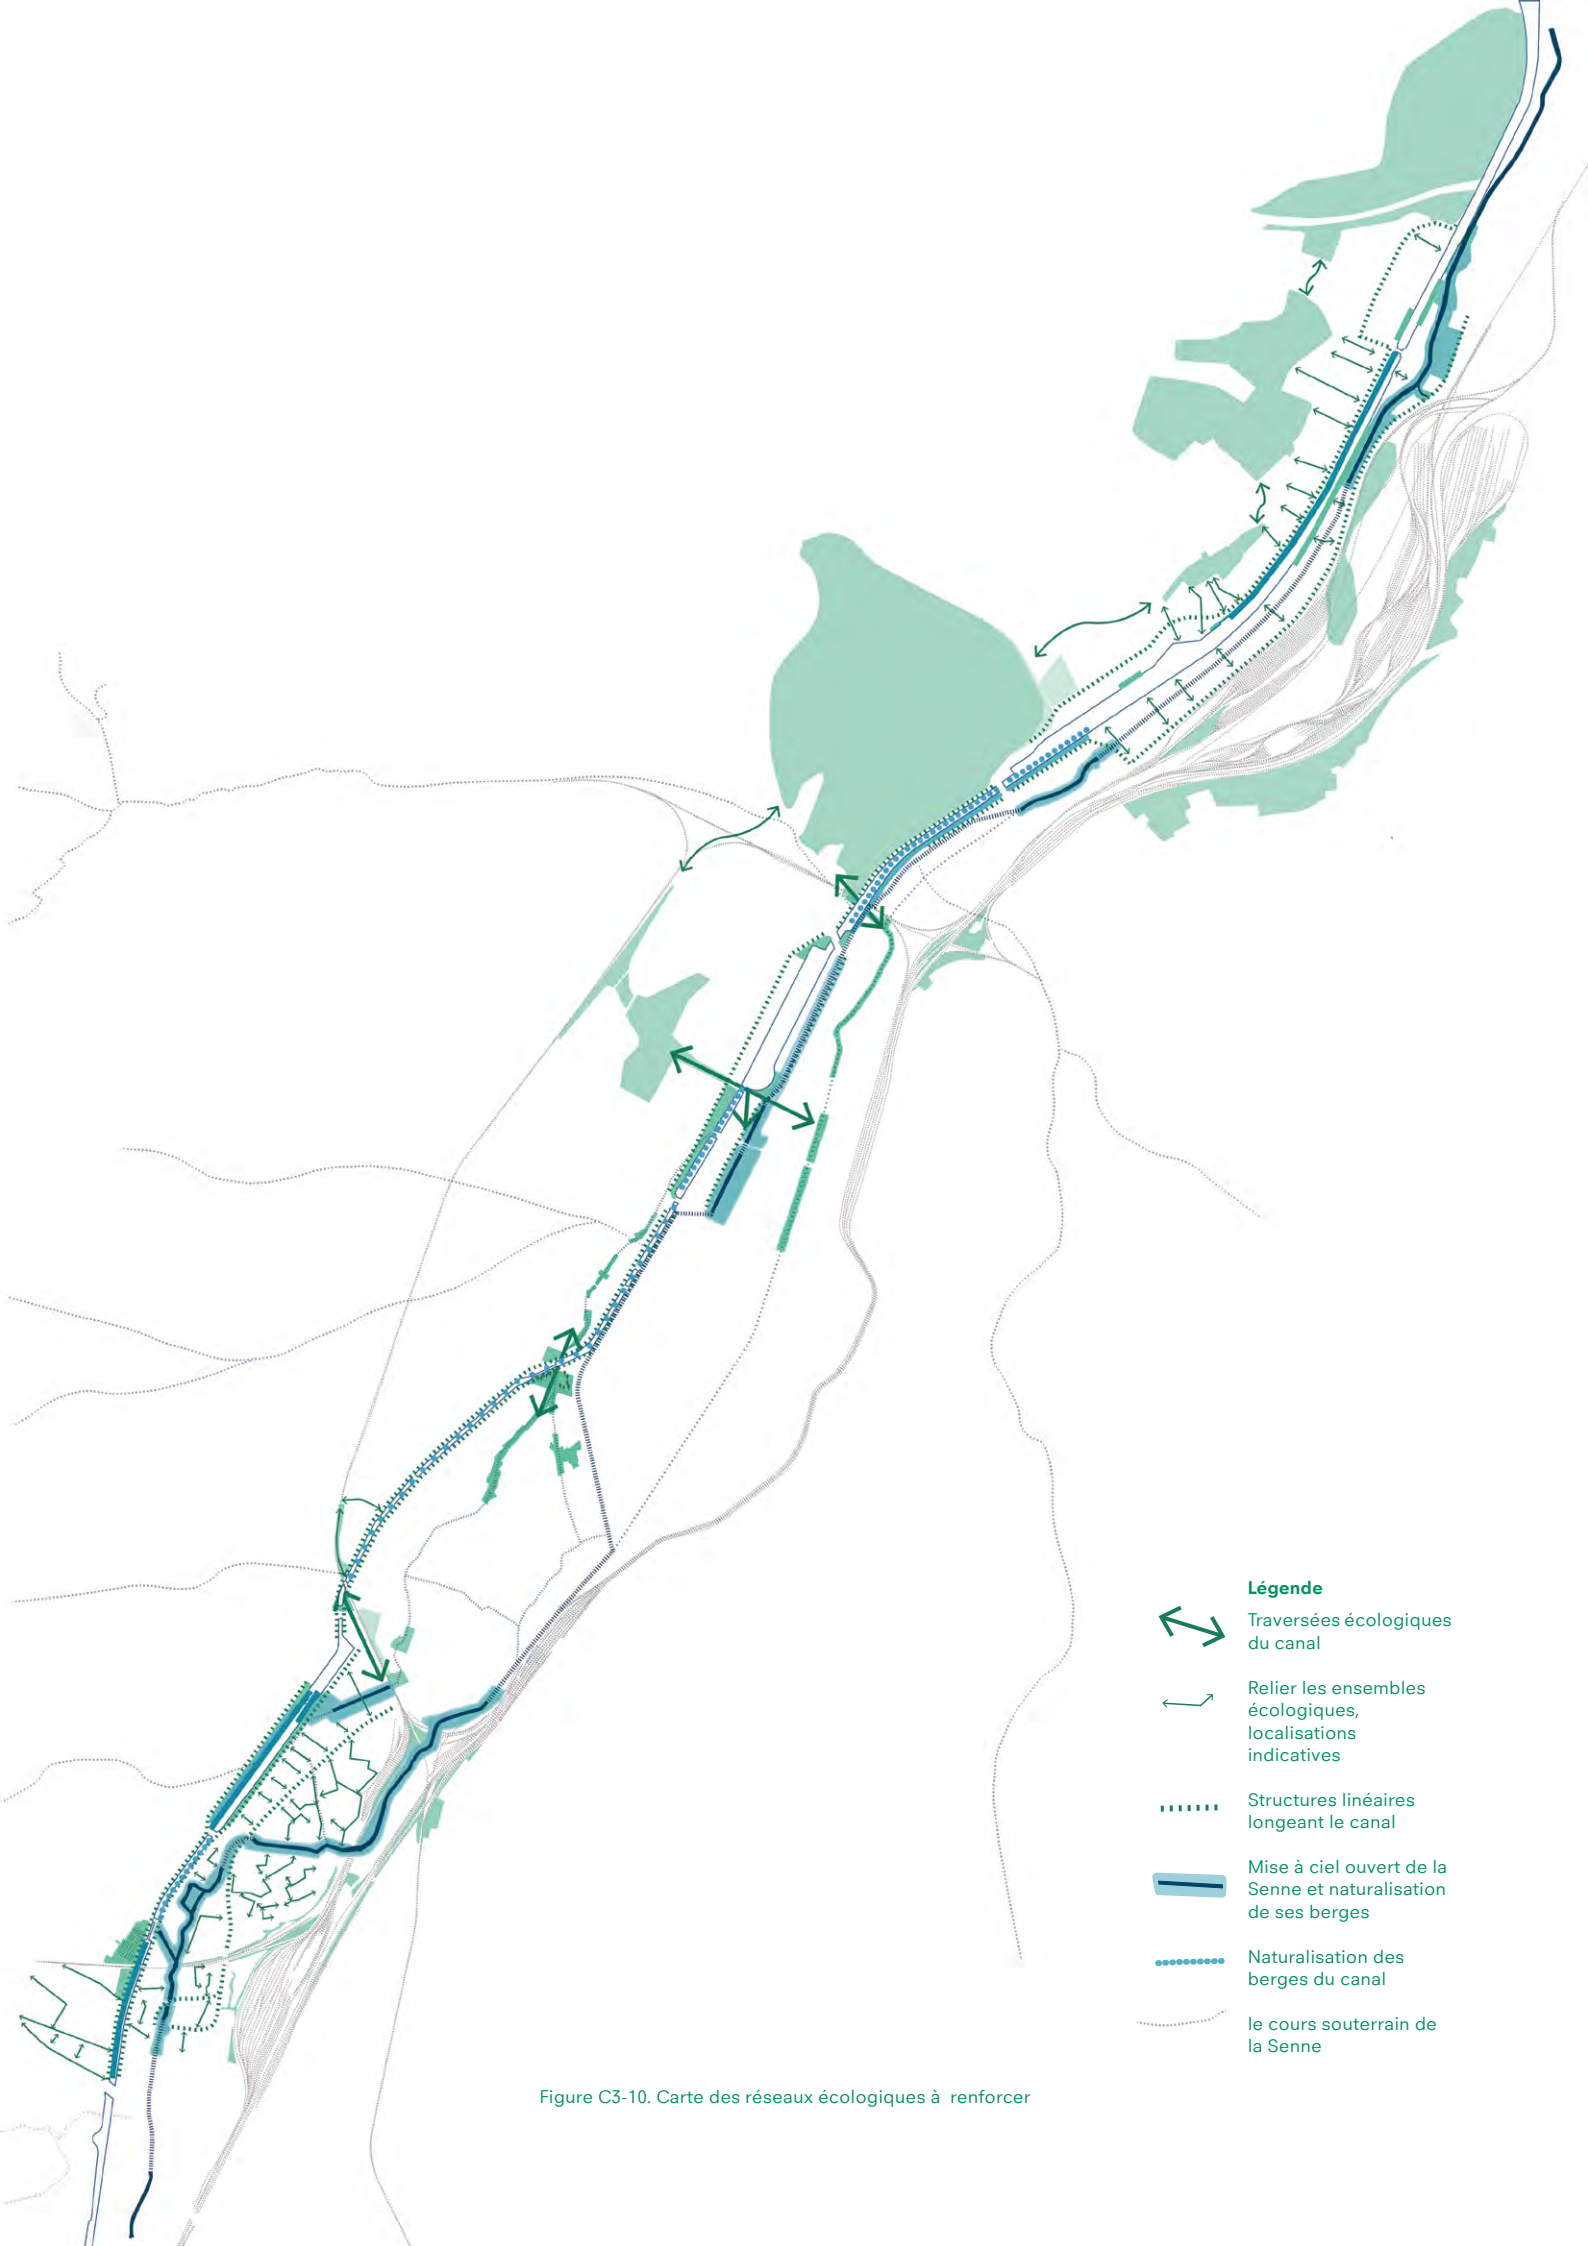 Légende
Traversées écologiques
du canal
Relier les ensembles
écologiques,
localisations
indicatives
Structures linéaires
longeant le canal
Mise à ciel ouvert de la
Senne et naturalisation
de ses berges
Naturalisation des
berges du canal
le cours souterrain de
la Senne
Figure C3-10. Carte des réseaux écologiques à renforcer